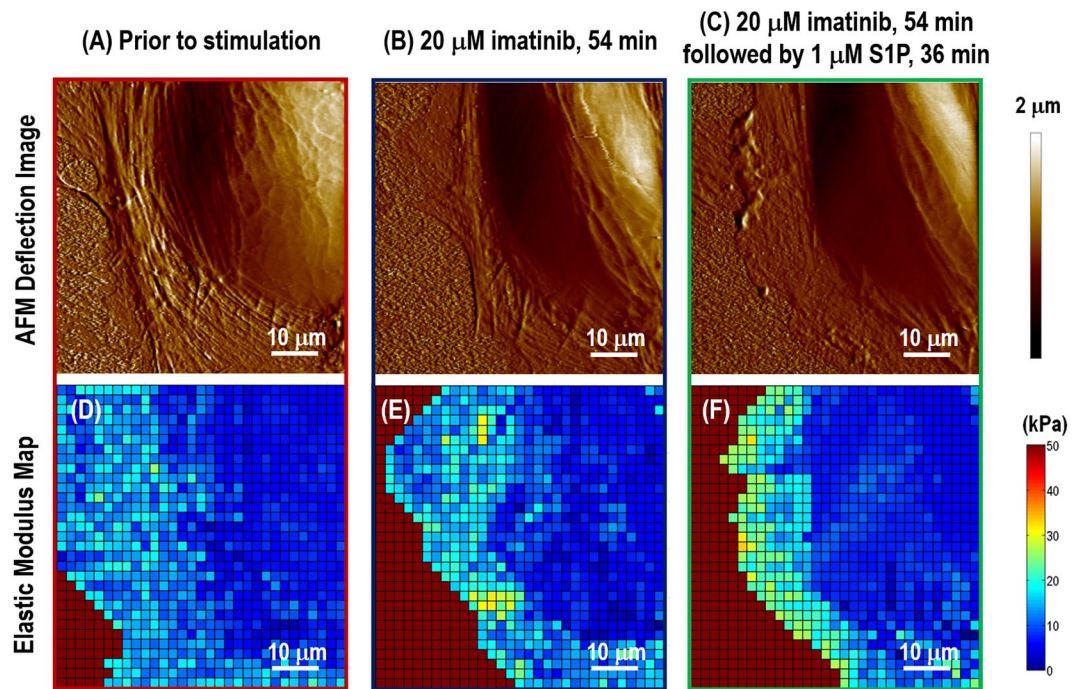 (A) Prior to stimulation
(B) 20 μM imatinib, 54 min
(C) 20 μM imatinib, 54 min
followed by 1 μM S1P, 36 min
AFM Deflection Image
10 μm
10 μm
10 μm
2 μm
Elastic Modulus Map
(D)
10 μm
(E)
10 μm
(F)
10 μm
(kPa)
50
40
30
20
10
0